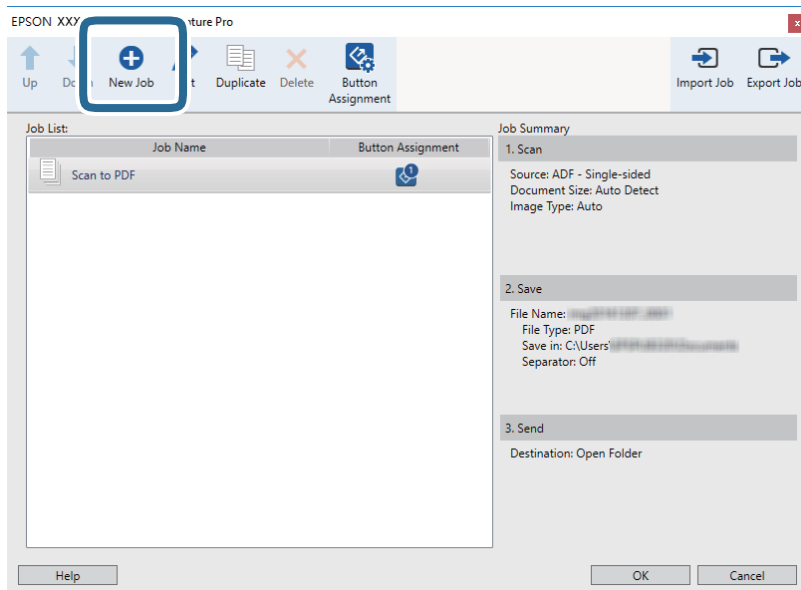 EPSON XXX ture Pro
x
Up
New Job
Duplicate
Delete
Button
Assignment
Import Job
Export Job
Job List:
Job Name Button Assignment
Scan to PDF
1
Job Summary
1. Scan
Source: ADF - Single-sided
Document Size: Auto Detect
Image Type: Auto
2. Save
File Name:
File Type: PDF
Save in: C:\Users\
Separator: Off
3. Send
Destination: Open Folder
Help
OK
Cancel